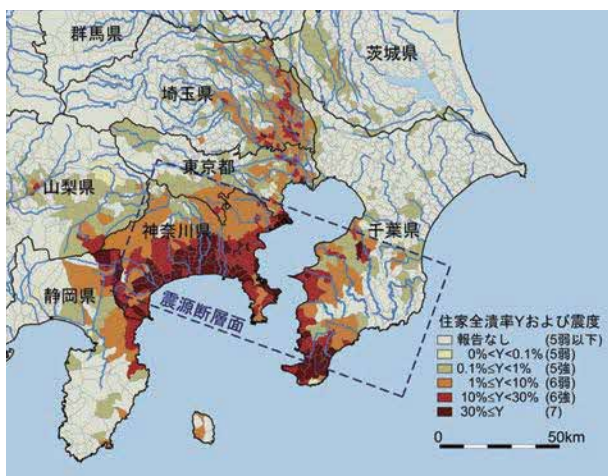 群馬県
茨城県
埼玉県
東京都
山梨県
神奈川県
千葉県
静岡県
震源断層面
住家全潰率Yおよび震度
報告なし (5弱以下)
0%<Y<0.1% (5弱)
0.1%≤Y<1% (5強)
1%≤Y<10% (6弱)
10%≤Y<30% (6強)
30%≤Y (7)
0 50km